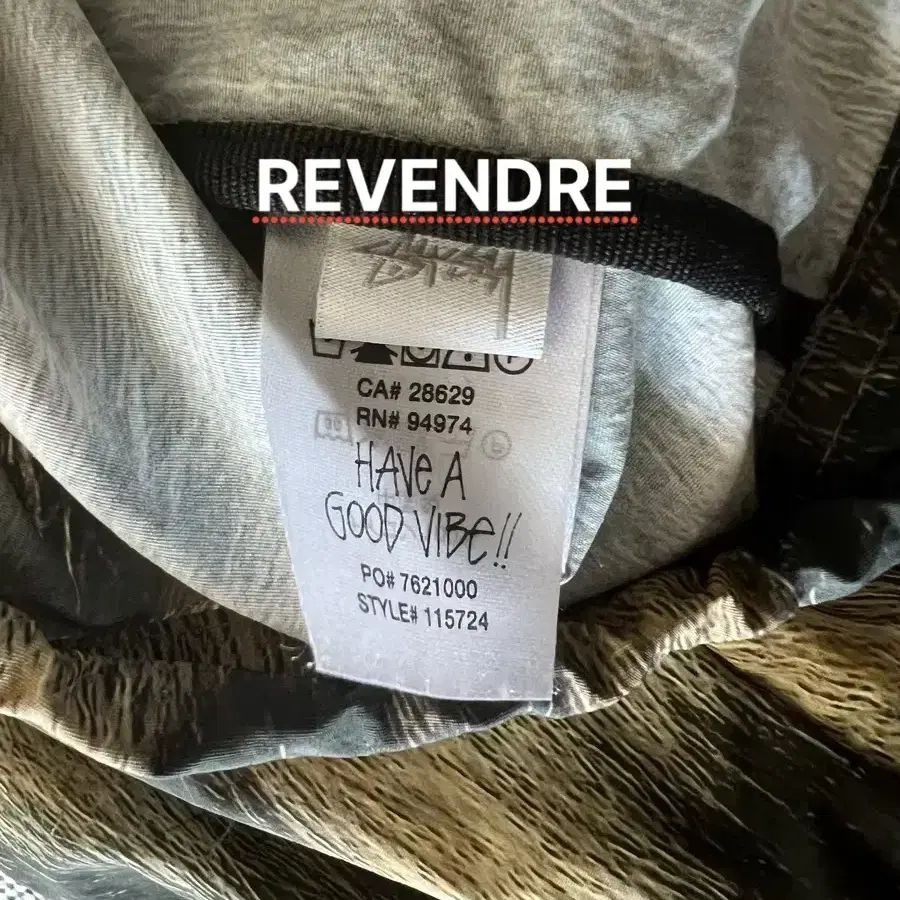 REVENDRE
CA# 28629
RN# 94974
HAVE A
GOOD VIBE!!
PO# 7621000
STYLE# 115724